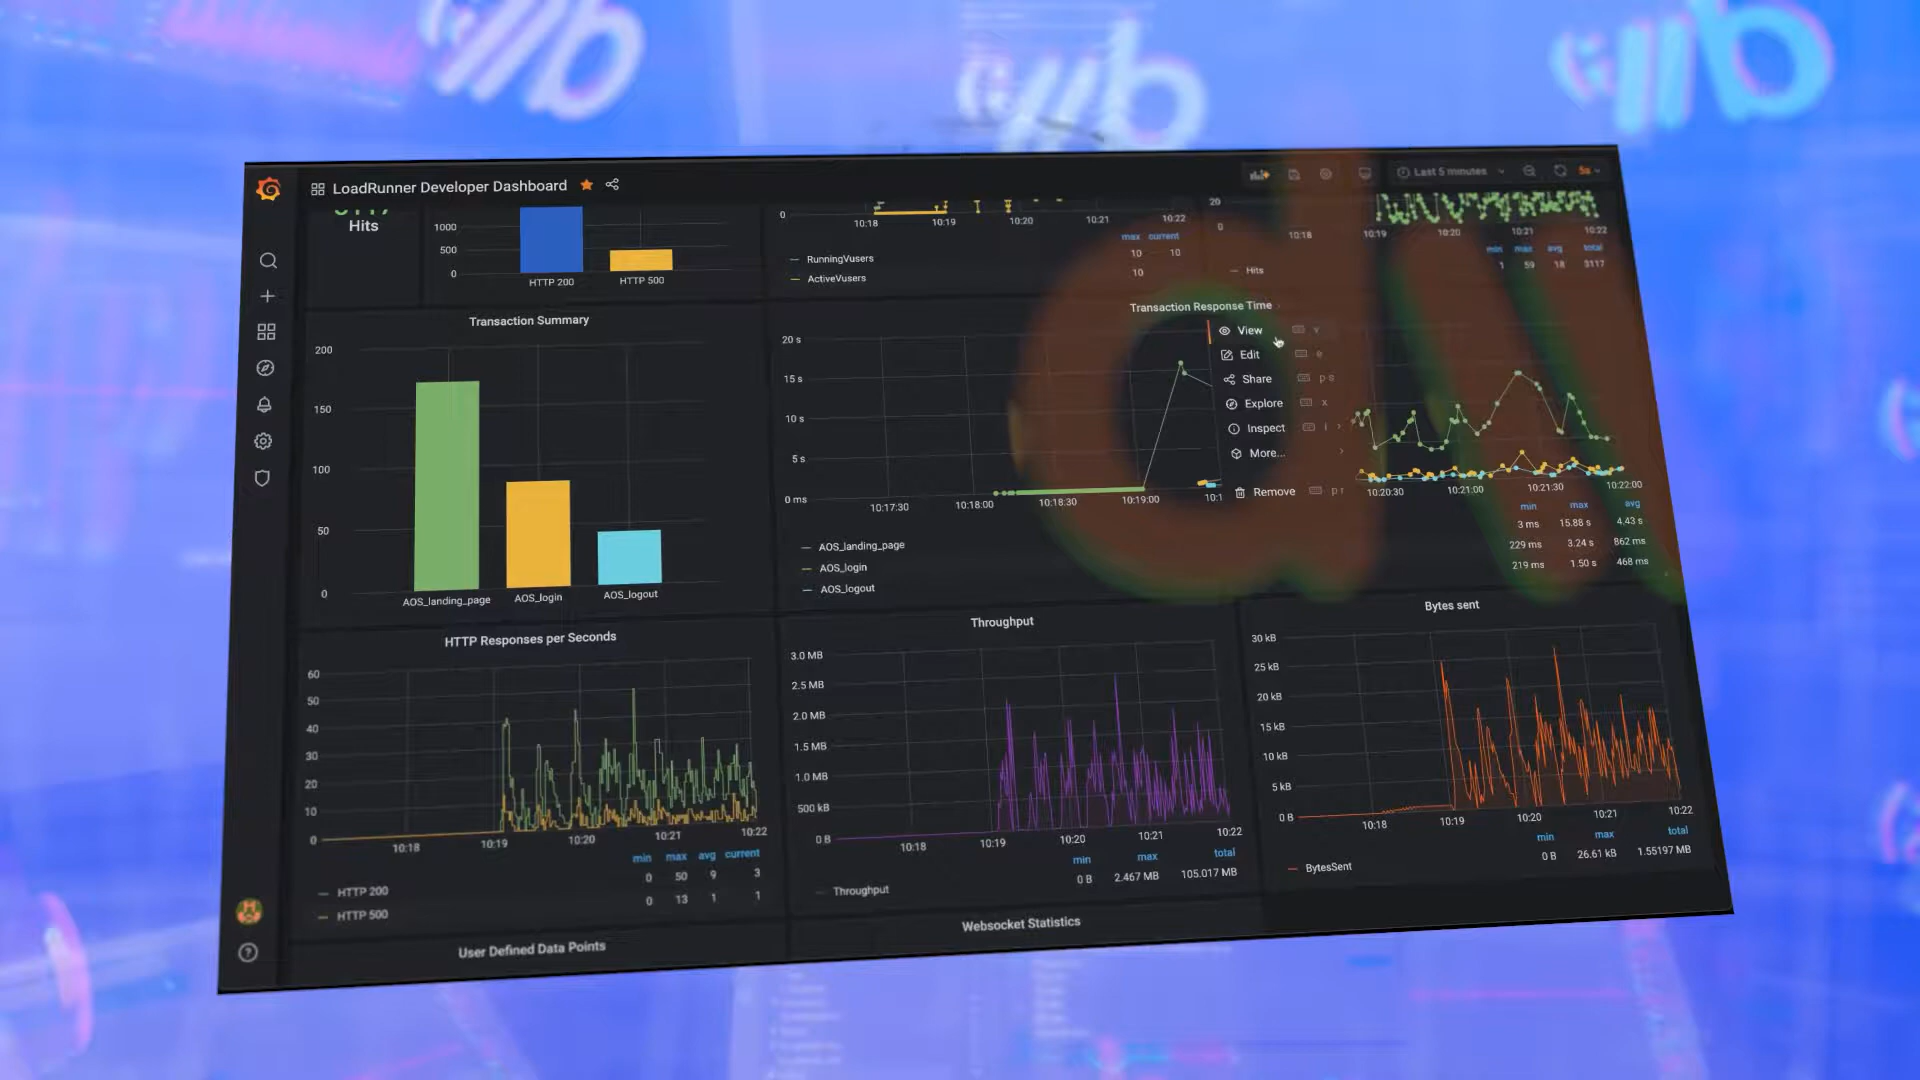 LoadRunner Developer Dashboard
Last 5 minutes
5s
Hits
1000
500
0
HTTP 200
HTTP 500
0
10:18
10:19
10:20
10:21
10:22
max current
RunningVusers
10
10
ActiveVusers
10
20
0
10:18
10:19
10:20
10:21
10:22
min max avg total
Hits
1 59 18 3117
Transaction Summary
200
150
100
50
0
AOS_landing_page
AOS_login
AOS_logout
Transaction Response Time
20 s
15 s
10 s
5 s
0 ms
10:17:30
10:18:00
10:18:30
10:19:00
10:1
10:20:30
10:21:00
10:21:30
10:22:00
View v
Edit e
Share p s
Explore x
Inspect i
More...
Remove p r
min max avg
AOS_landing_page
3 ms 15.88 s 4.43 s
AOS_login
229 ms 3.24 s 862 ms
AOS_logout
219 ms 1.50 s 468 ms
HTTP Responses per Seconds
60
50
40
30
20
10
0
10:18
10:19
10:20
10:21
10:22
min max avg current
HTTP 200
0 50 9 3
HTTP 500
0 13 1 1
Throughput
3.0 MB
2.5 MB
2.0 MB
1.5 MB
1.0 MB
500 kB
0 B
10:18
10:19
10:20
10:21
10:22
min max total
Throughput
0 B 2.467 MB 105.017 MB
Bytes sent
30 kB
25 kB
20 kB
15 kB
10 kB
5 kB
0 B
10:18
10:19
10:20
10:21
10:22
min max total
BytesSent
0 B 26.61 kB 1.55197 MB
User Defined Data Points
Websocket Statistics